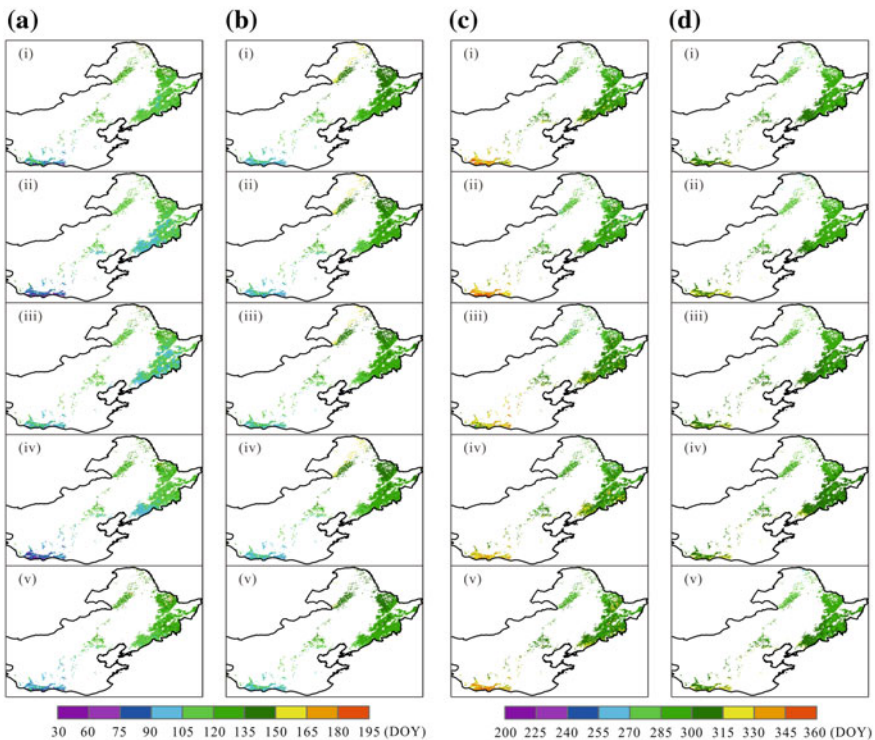 (a) (b) (c) (d)
(i) (i) (i) (i)
(ii) (ii) (ii) (ii)
(iii) (iii) (iii) (iii)
(iv) (iv) (iv) (iv)
(v) (v) (v) (v)
30 60 75 90 105 120 135 150 165 180 195 (DOY) 200 225 240 255 270 285 300 315 330 345 360 (DOY)